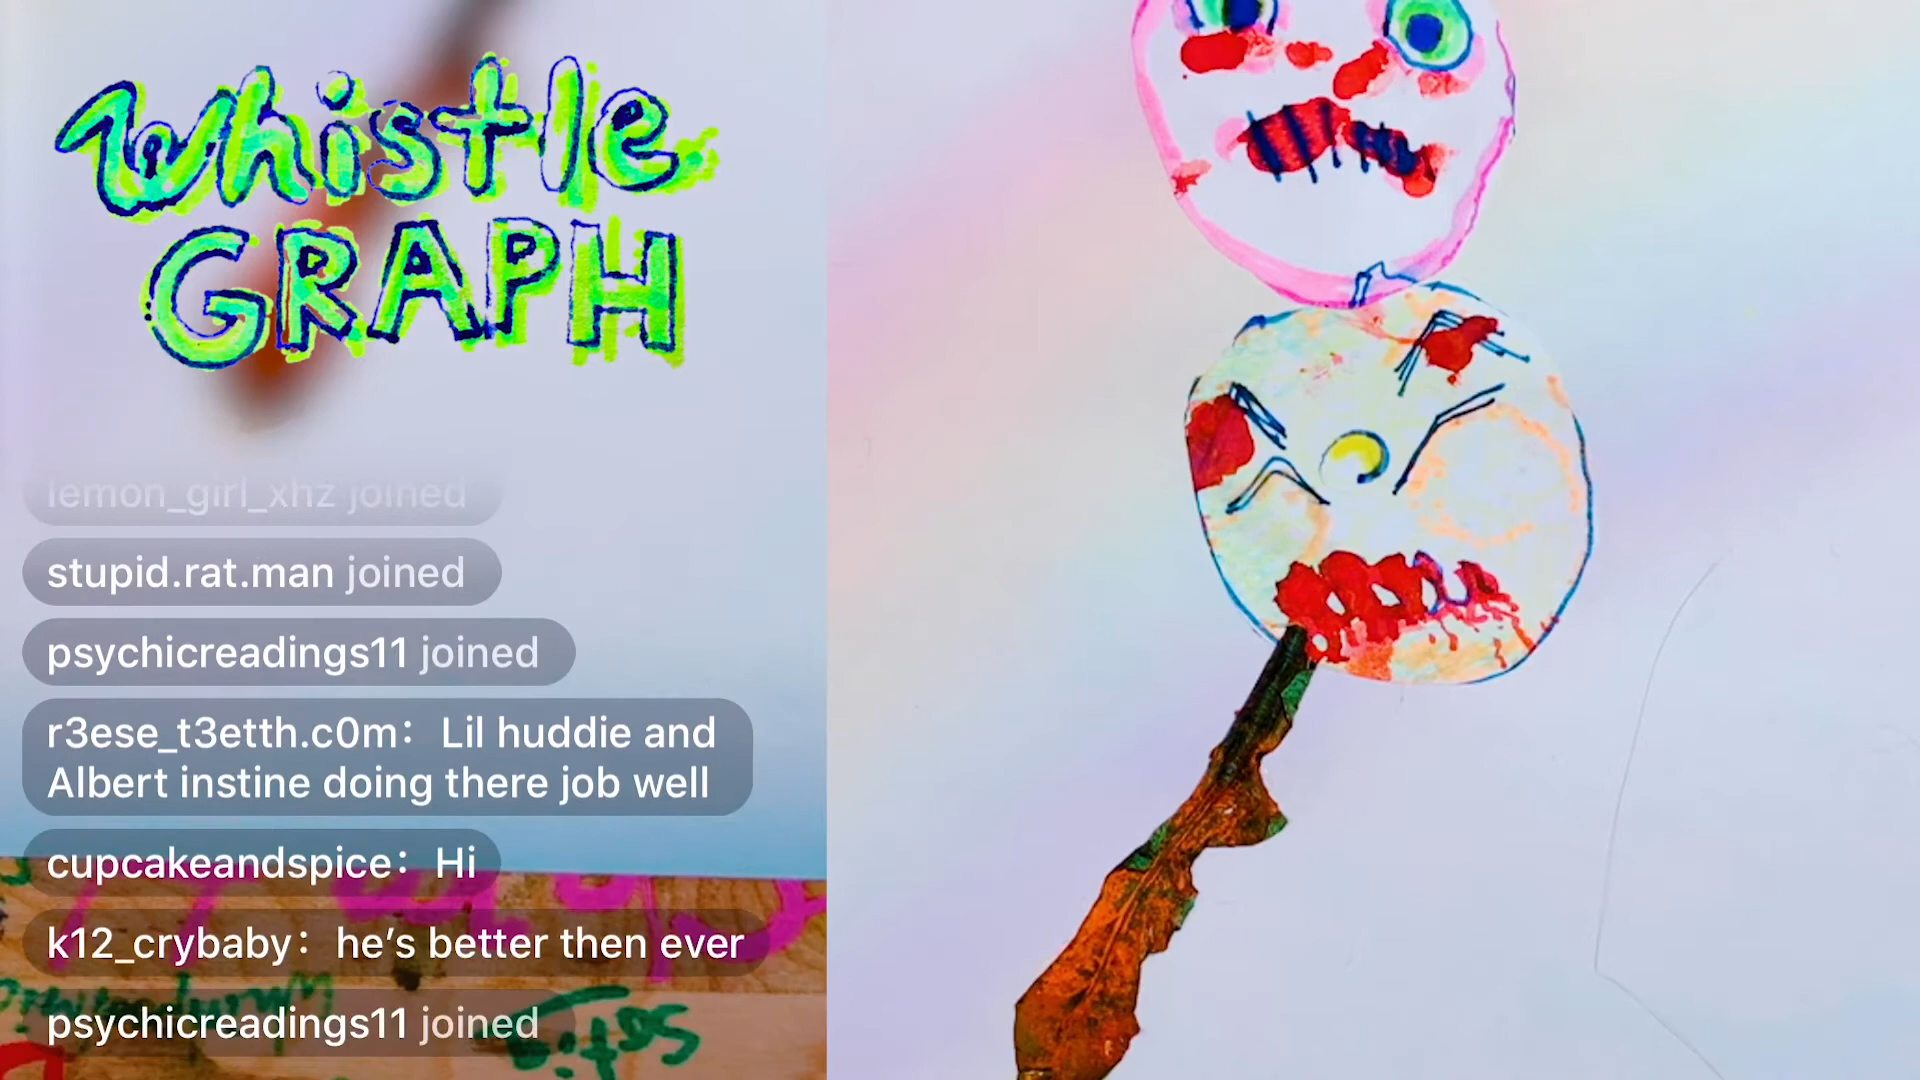 Whistle
GRAPH
lemon_girl_xhz joined
stupid.rat.man joined
psychicreadings11 joined
r3ese_t3etth.c0m: Lil huddie and
Albert instine doing there job well
cupcakeandspice: Hi
k12_crybaby: he’s better then ever
psychicreadings11 joined